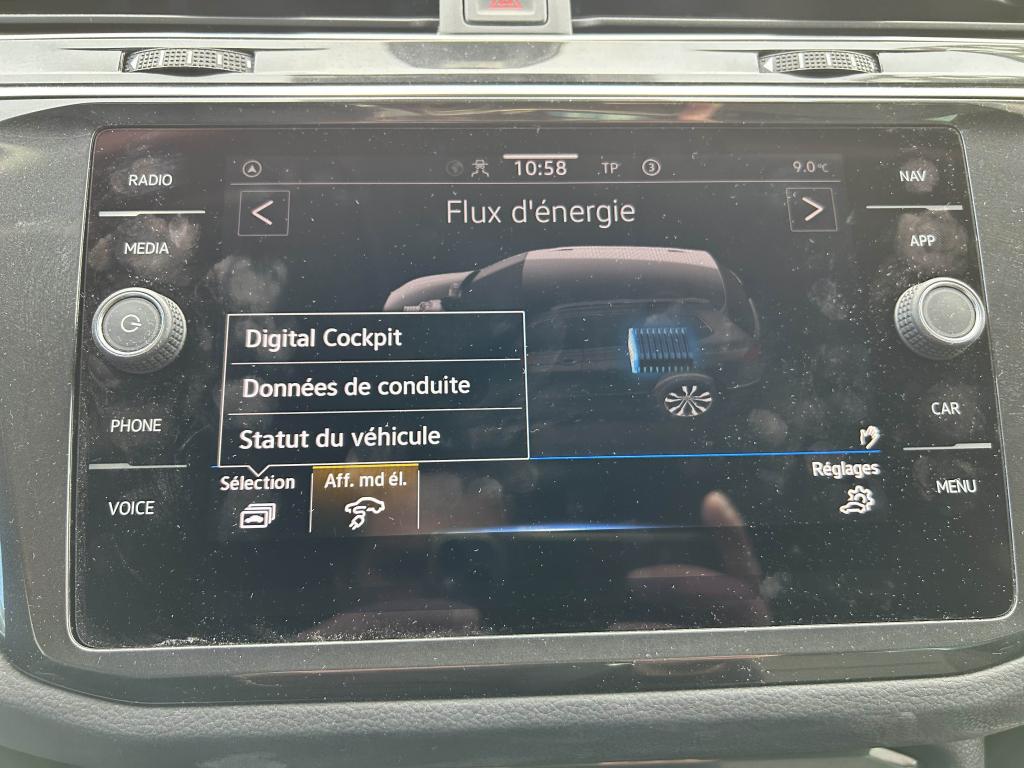 RADIO
MEDIA
PHONE
VOICE
10:58
TP
3
9.0°C
Flux d'énergie
Digital Cockpit
Données de conduite
Statut du véhicule
Sélection
Aff. md él.
Réglages
NAV
APP
CAR
MENU